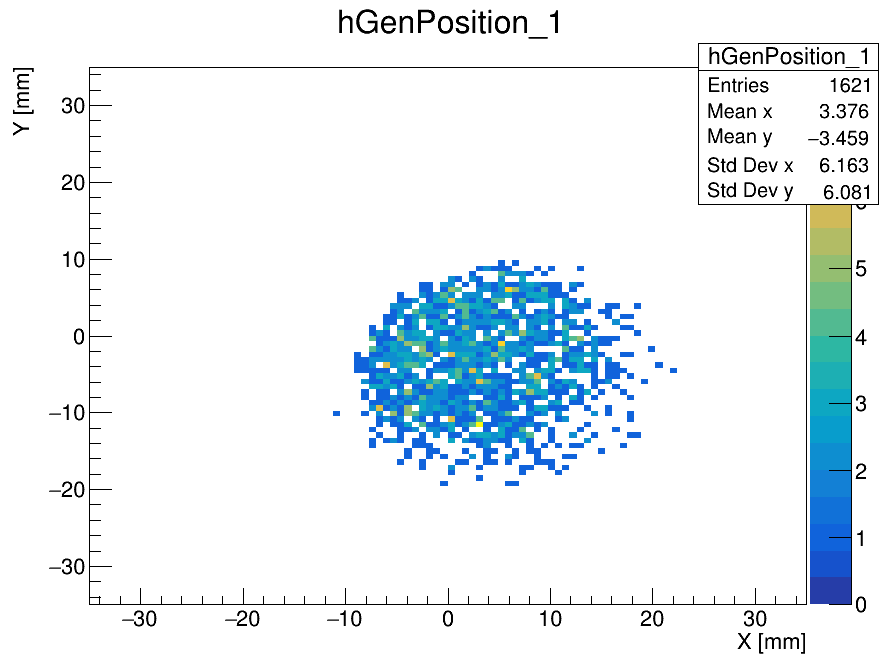 hGenPosition_1
hGenPosition_1
Entries 1621
Mean x 3.376
Mean y −3.459
Std Dev x 6.163
Std Dev y 6.081
Y [mm]
30
20
10
0
−10
−20
−30
−30 −20 −10 0 10 20 30
X [mm]
5
4
3
2
1
0